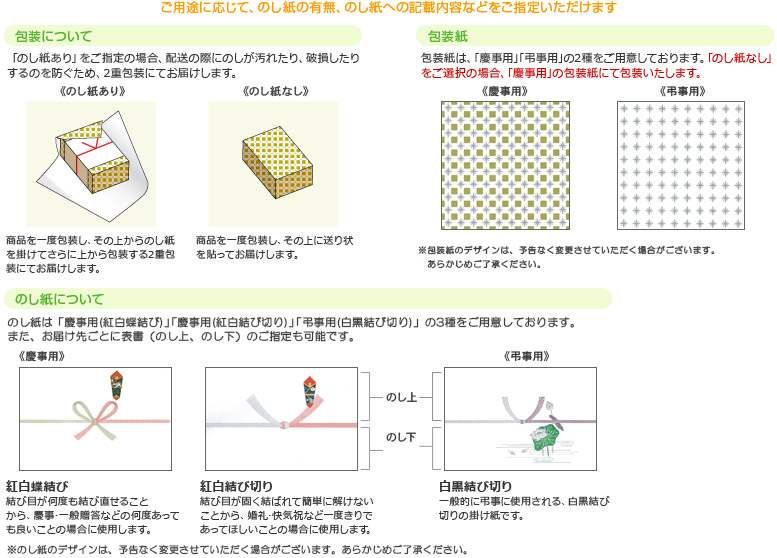 ご用途に応じて、のし紙の有無、のし紙への記載内容などをご指定いただけます
包装について
「のし紙あり」をご指定の場合、配送の際にのしが汚れたり、破損したり
するのを防ぐため、2重包装にてお届けします。
《のし紙あり》
《のし紙なし》
商品を一度包装し、その上からのし紙
を掛けてさらに上から包装する2重包
装にてお届けします。
商品を一度包装し、その上に送り状
を貼ってお届けします。
包装紙
包装紙は、「慶事用」「弔事用」の2種をご用意しております。「のし紙なし」
をご選択の場合、「慶事用」の包装紙にて包装いたします。
《慶事用》
《弔事用》
※包装紙のデザインは、予告なく変更させていただく場合がございます。
あらかじめご了承ください。
のし紙について
のし紙は「慶事用(紅白蝶結び)」「慶事用(紅白結び切り)」「弔事用(白黒結び切り)」の3種をご用意しております。
また、お届け先ごとに表書(のし上、のし下)のご指定も可能です。
《慶事用》
《弔事用》
のし上
のし下
紅白蝶結び
結び目が何度も結び直せること
から、慶事・一般贈答などの何度あって
も良いことの場合に使用します。
紅白結び切り
結び目が固く結ばれて簡単に解けない
ことから、婚礼・快気祝など一度きりで
あってほしいことの場合に使用します。
白黒結び切り
一般的に弔事に使用される、白黒結び
切りの掛け紙です。
※のし紙のデザインは、予告なく変更させていただく場合がございます。あらかじめご了承ください。